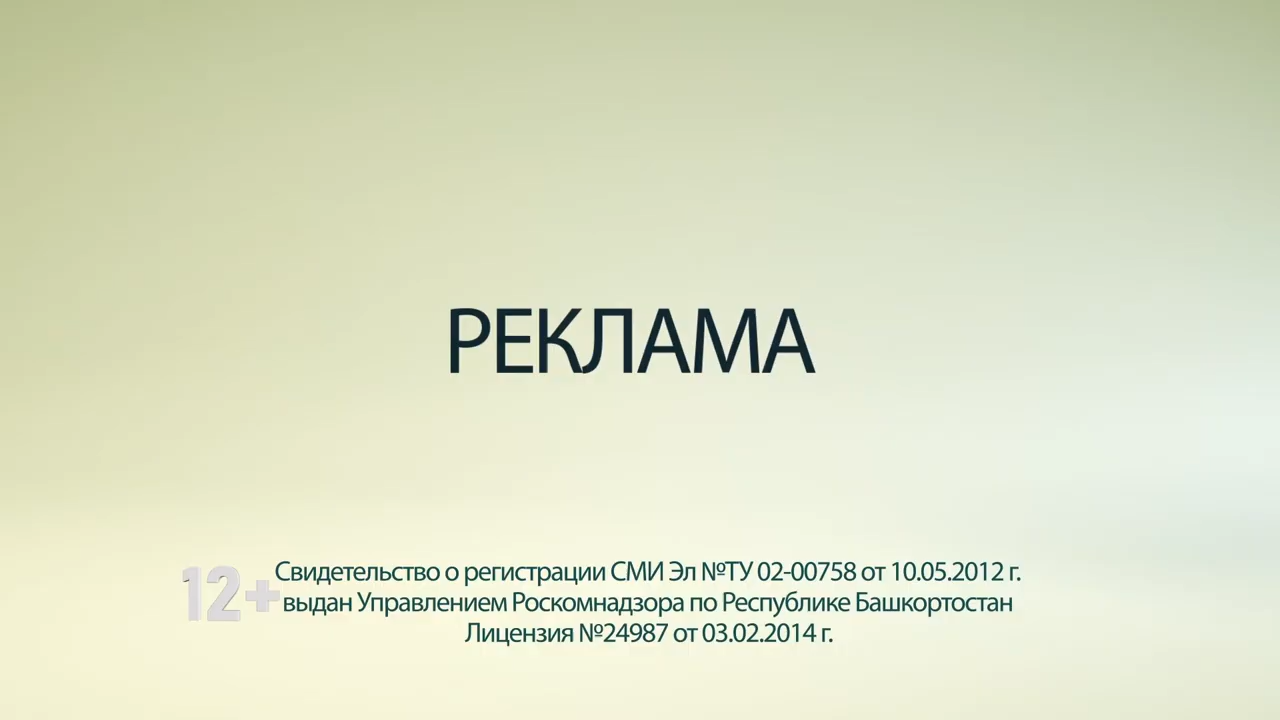 РЕКЛАМА
12+
Свидетельство о регистрации СМИ Эл №ТУ 02-00758 от 10.05.2012 г.
выдан Управлением Роскомнадзора по Республике Башкортостан
Лицензия №24987 от 03.02.2014 г.